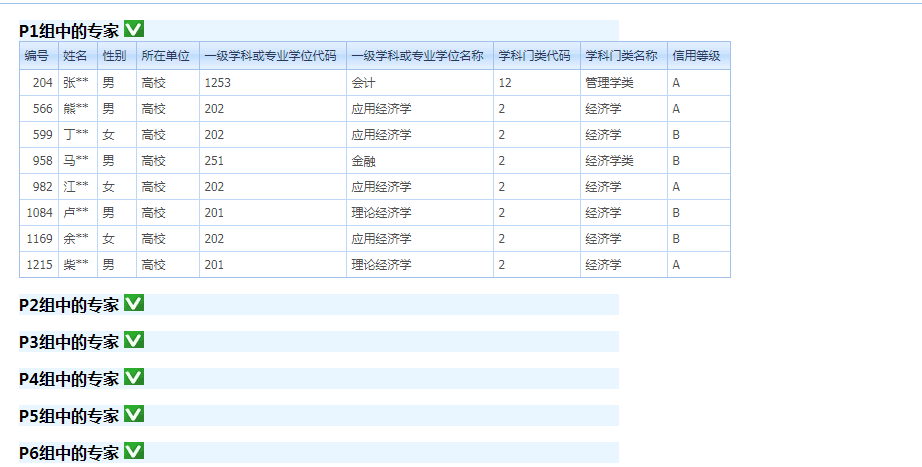 P1组中的专家
编号 姓名 性别 所在单位 一级学科或专业学位代码 一级学科或专业学位名称 学科门类代码 学科门类名称 信用等级
204 张** 男 高校 1253 会计 12 管理学类 A
566 熊** 男 高校 202 应用经济学 2 经济学 A
599 丁** 女 高校 202 应用经济学 2 经济学 B
958 马** 男 高校 251 金融 2 经济学类 B
982 江** 女 高校 202 应用经济学 2 经济学 A
1084 卢** 男 高校 201 理论经济学 2 经济学 B
1169 余** 女 高校 202 应用经济学 2 经济学 B
1215 柴** 男 高校 201 理论经济学 2 经济学 A
P2组中的专家
P3组中的专家
P4组中的专家
P5组中的专家
P6组中的专家